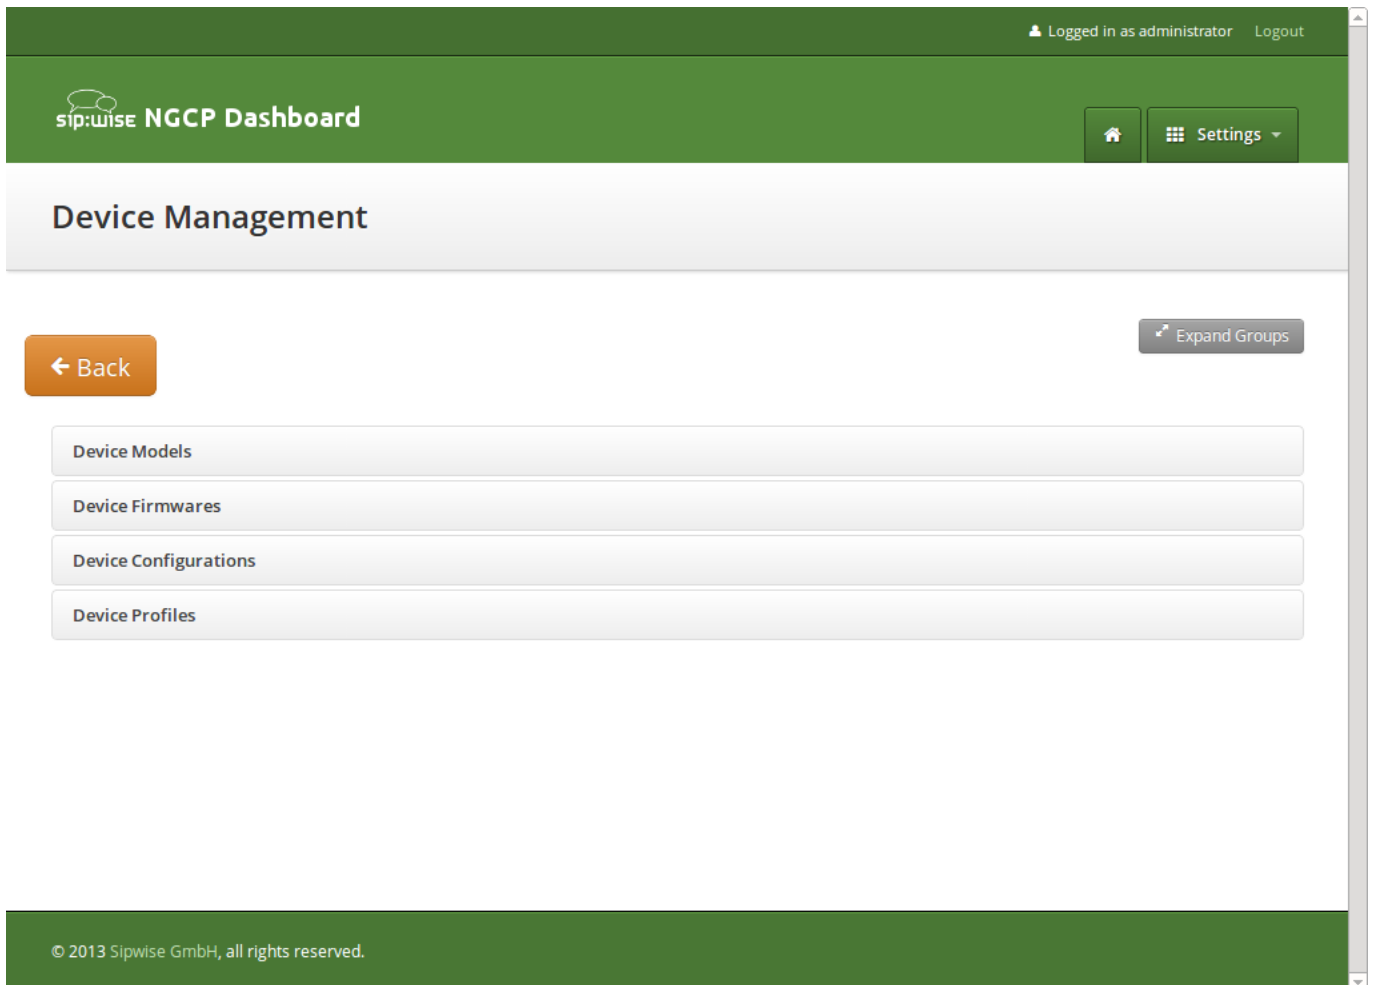 Logged in as administrator Logout
sip:wise NGCP Dashboard
Settings
Device Management
Expand Groups
Back
Device Models
Device Firmwares
Device Configurations
Device Profiles
© 2013 Sipwise GmbH, all rights reserved.